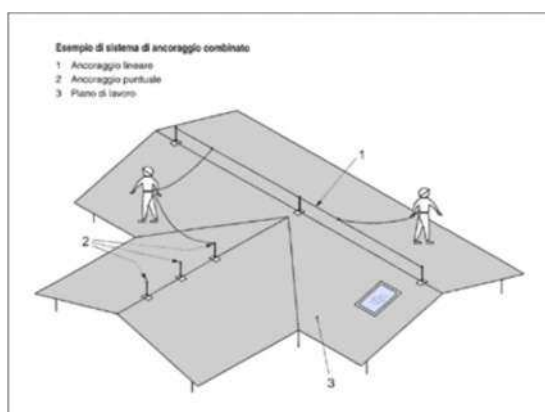 Esempio di sistema di ancoraggio combinato
1 Ancoraggio lineare
2 Ancoraggio puntuale
3 Piano di lavoro
1
2
3